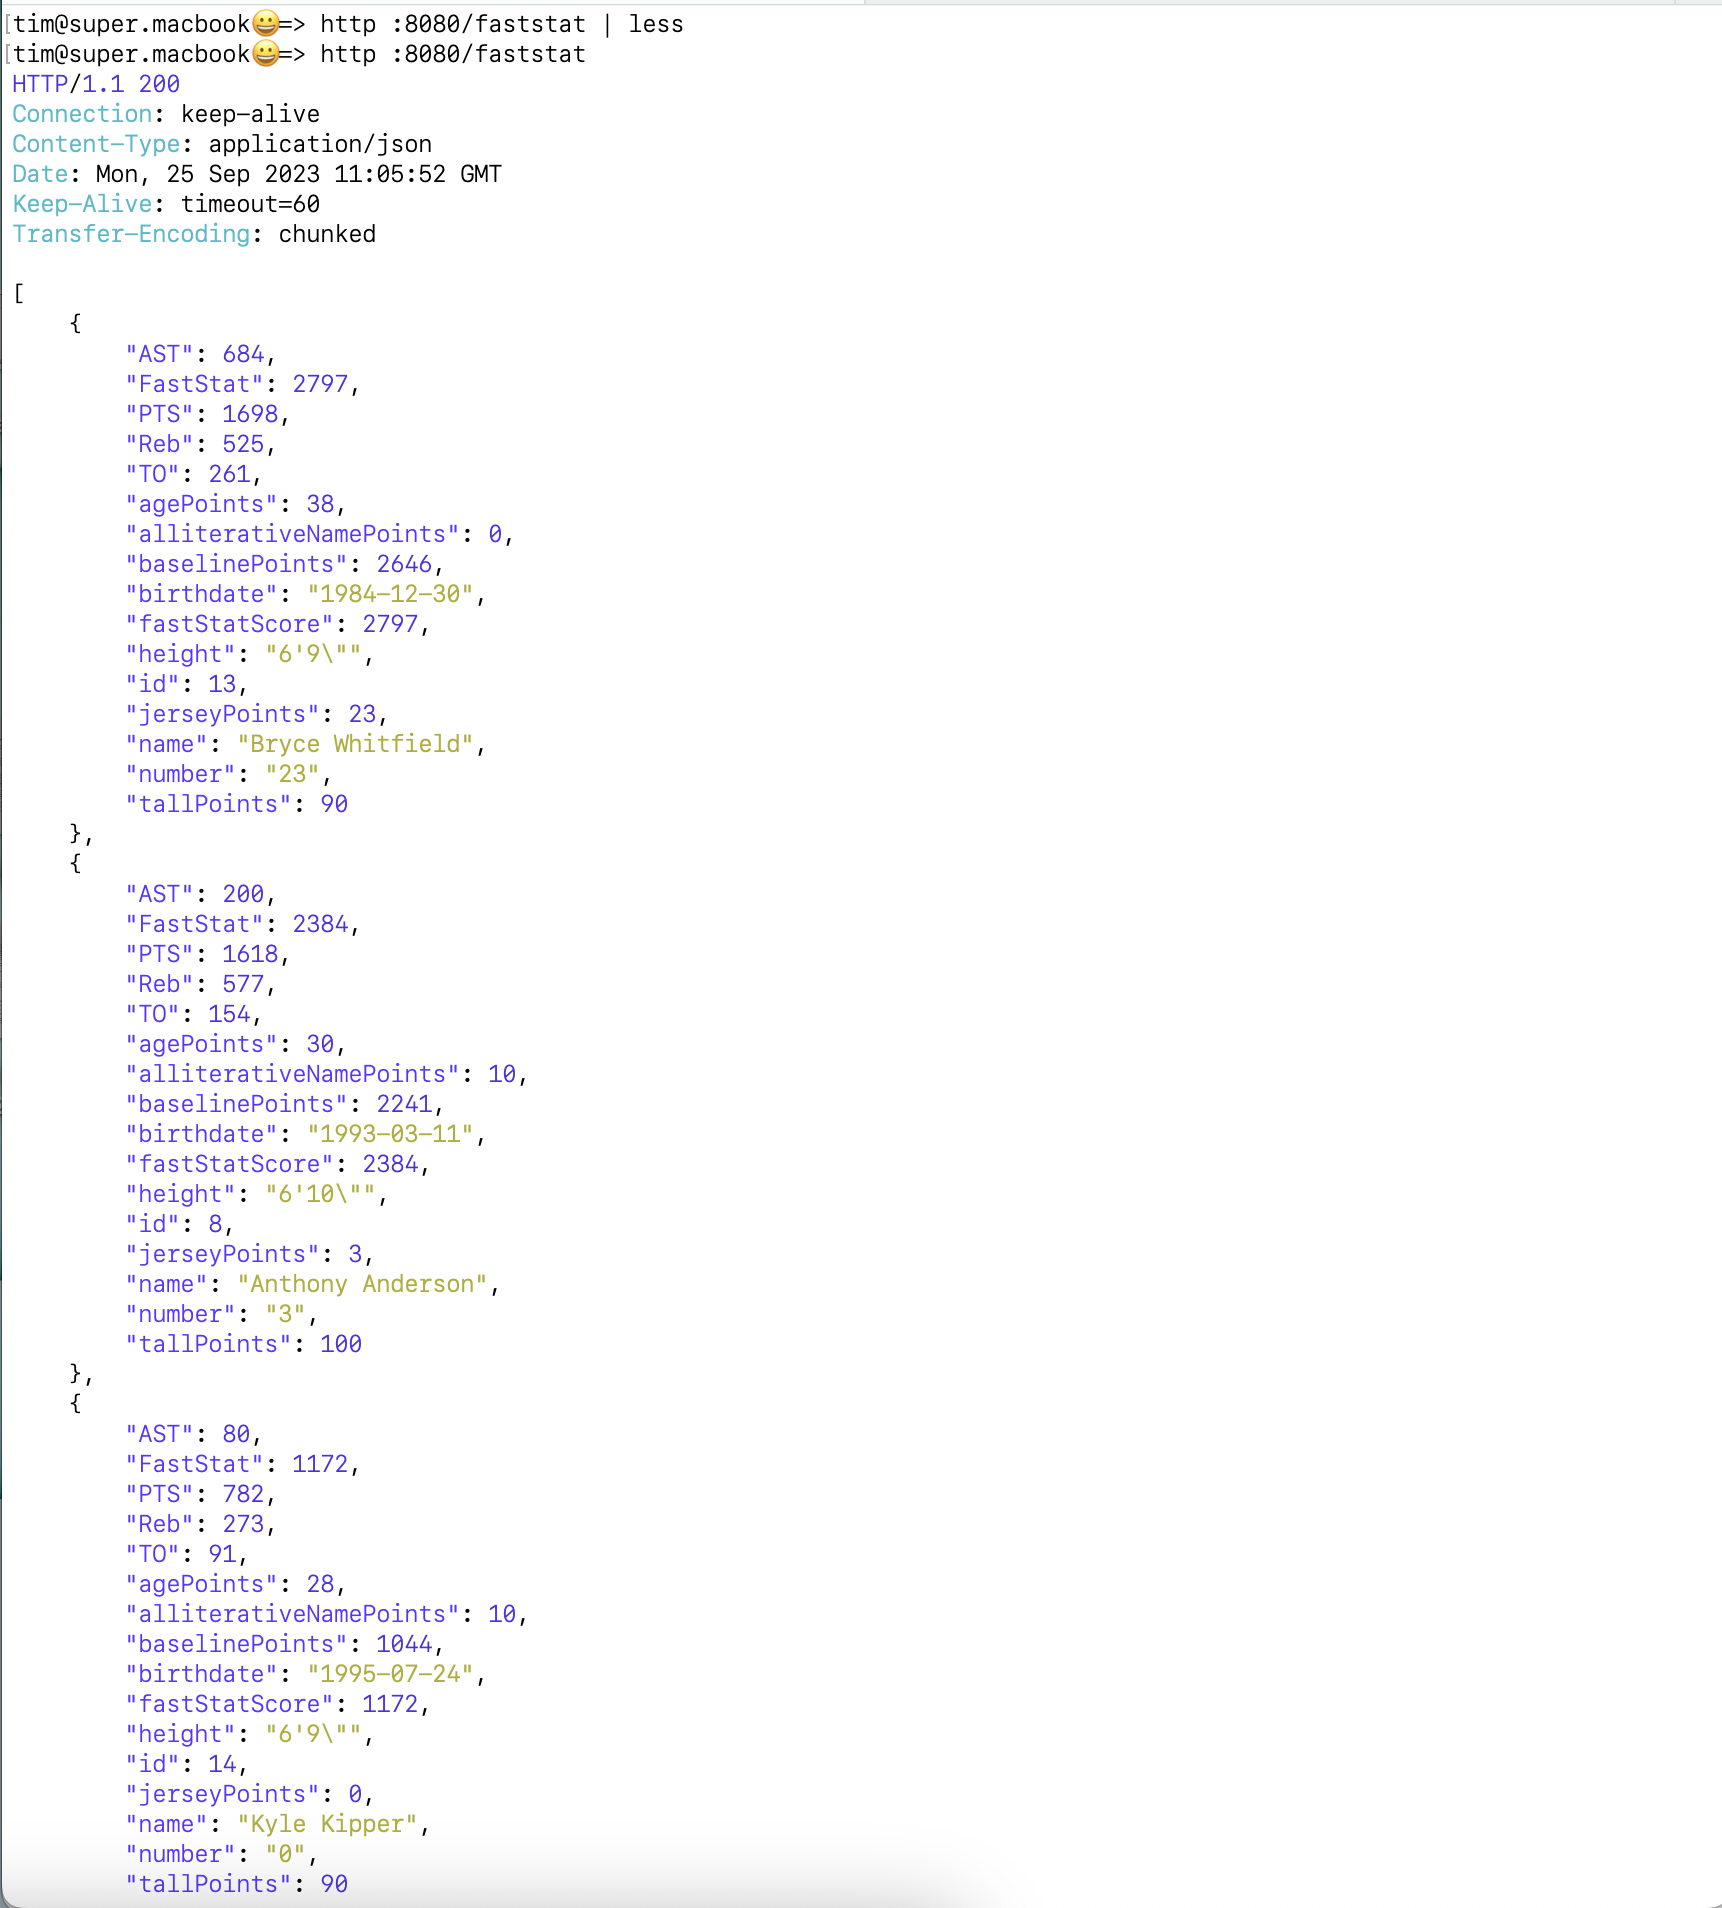 [tim@super.macbook😀=> http :8080/faststat | less
[tim@super.macbook😀=> http :8080/faststat
HTTP/1.1 200
Connection: keep-alive
Content-Type: application/json
Date: Mon, 25 Sep 2023 11:05:52 GMT
Keep-Alive: timeout=60
Transfer-Encoding: chunked

[
    {
        "AST": 684,
        "FastStat": 2797,
        "PTS": 1698,
        "Reb": 525,
        "TO": 261,
        "agePoints": 38,
        "alliterativeNamePoints": 0,
        "baselinePoints": 2646,
        "birthdate": "1984-12-30",
        "fastStatScore": 2797,
        "height": "6'9\"",
        "id": 13,
        "jerseyPoints": 23,
        "name": "Bryce Whitfield",
        "number": "23",
        "tallPoints": 90
    },
    {
        "AST": 200,
        "FastStat": 2384,
        "PTS": 1618,
        "Reb": 577,
        "TO": 154,
        "agePoints": 30,
        "alliterativeNamePoints": 10,
        "baselinePoints": 2241,
        "birthdate": "1993-03-11",
        "fastStatScore": 2384,
        "height": "6'10\"",
        "id": 8,
        "jerseyPoints": 3,
        "name": "Anthony Anderson",
        "number": "3",
        "tallPoints": 100
    },
    {
        "AST": 80,
        "FastStat": 1172,
        "PTS": 782,
        "Reb": 273,
        "TO": 91,
        "agePoints": 28,
        "alliterativeNamePoints": 10,
        "baselinePoints": 1044,
        "birthdate": "1995-07-24",
        "fastStatScore": 1172,
        "height": "6'9\"",
        "id": 14,
        "jerseyPoints": 0,
        "name": "Kyle Kipper",
        "number": "0",
        "tallPoints": 90